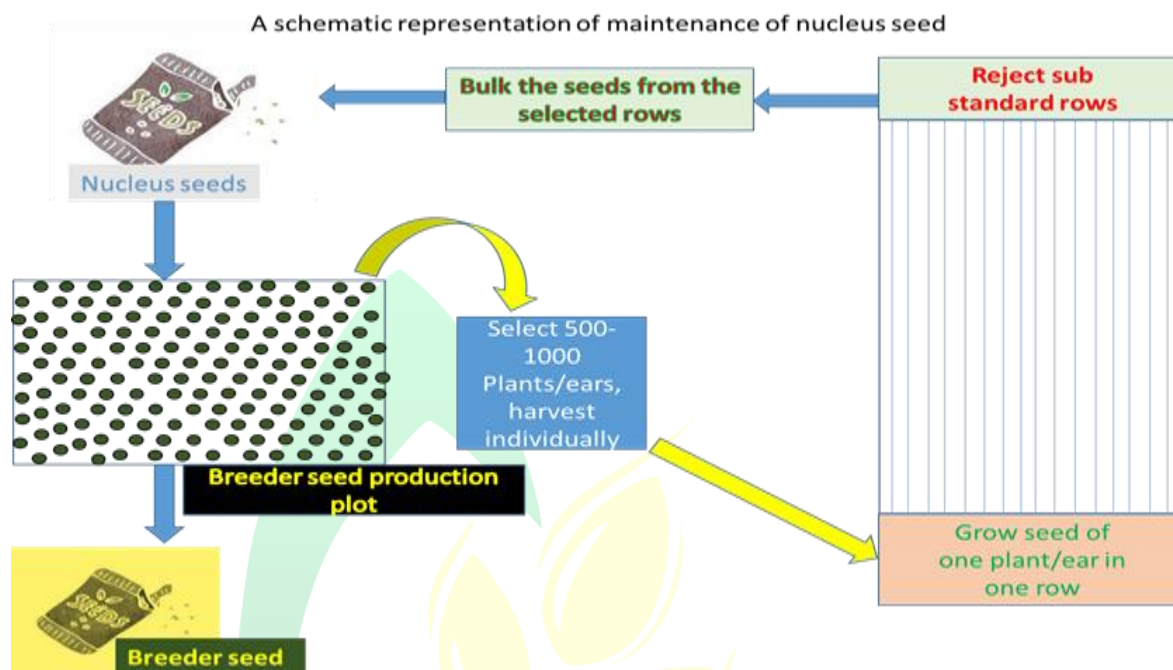 A schematic representation of maintenance of nucleus seed
Bulk the seeds from the
selected rows
Reject sub
standard rows
SEEDS
Nucleus seeds
Select 500-
1000
Plants/ears,
harvest
individually
Breeder seed production
plot
Grow seed of
one plant/ear in
one row
SEEDS
Breeder seed